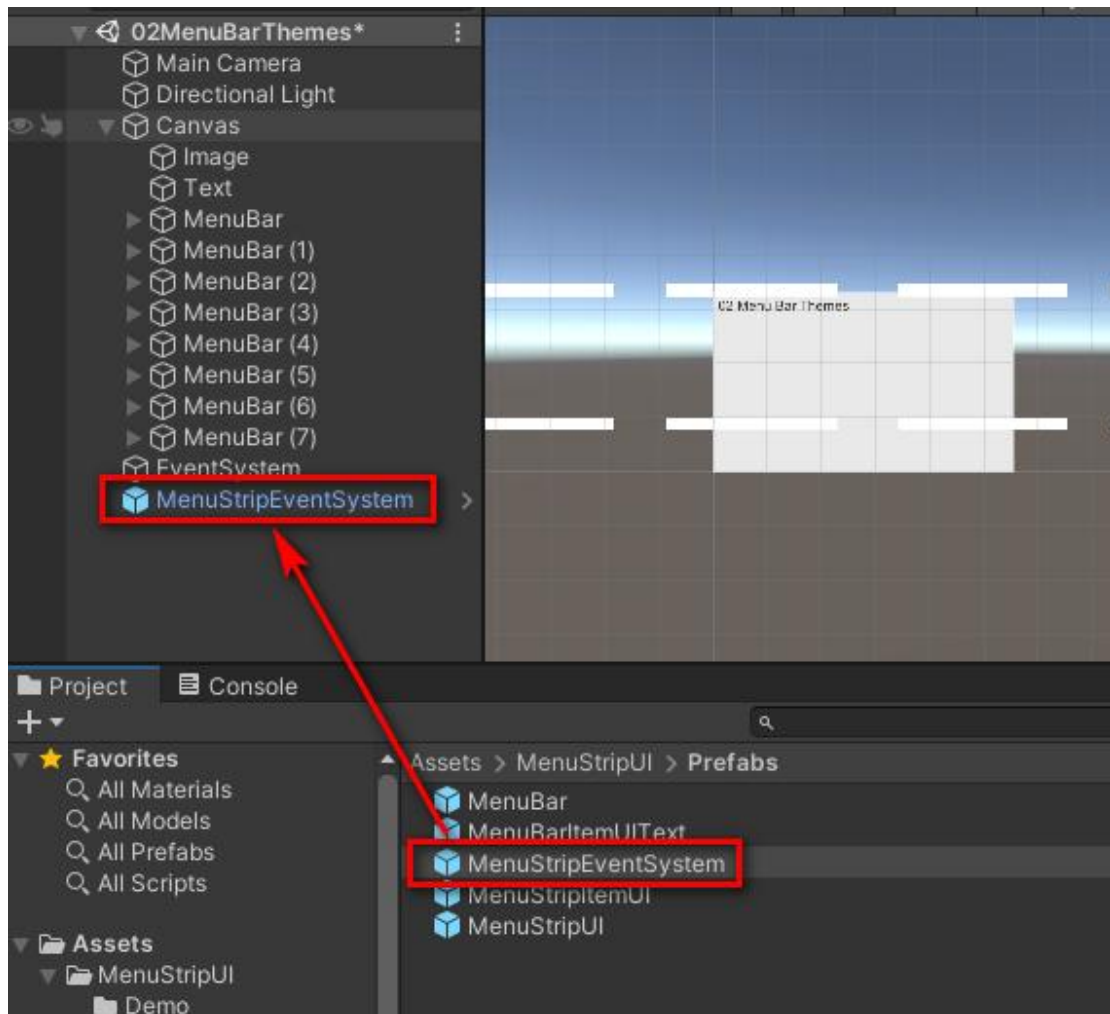 02MenuBarThemes*
Main Camera
Directional Light
Canvas
Image
Text
MenuBar
MenuBar (1)
MenuBar (2)
MenuBar (3)
MenuBar (4)
MenuBar (5)
MenuBar (6)
MenuBar (7)
EventSystem
MenuStripEventSystem
02 Menu Bar Themes
Project
Console
Favorites
All Materials
All Models
All Prefabs
All Scripts
Assets
MenuStripUI
Demo
Assets > MenuStripUI > Prefabs
MenuBar
MenuBarItemUIText
MenuStripEventSystem
MenuStripItemUI
MenuStripUI